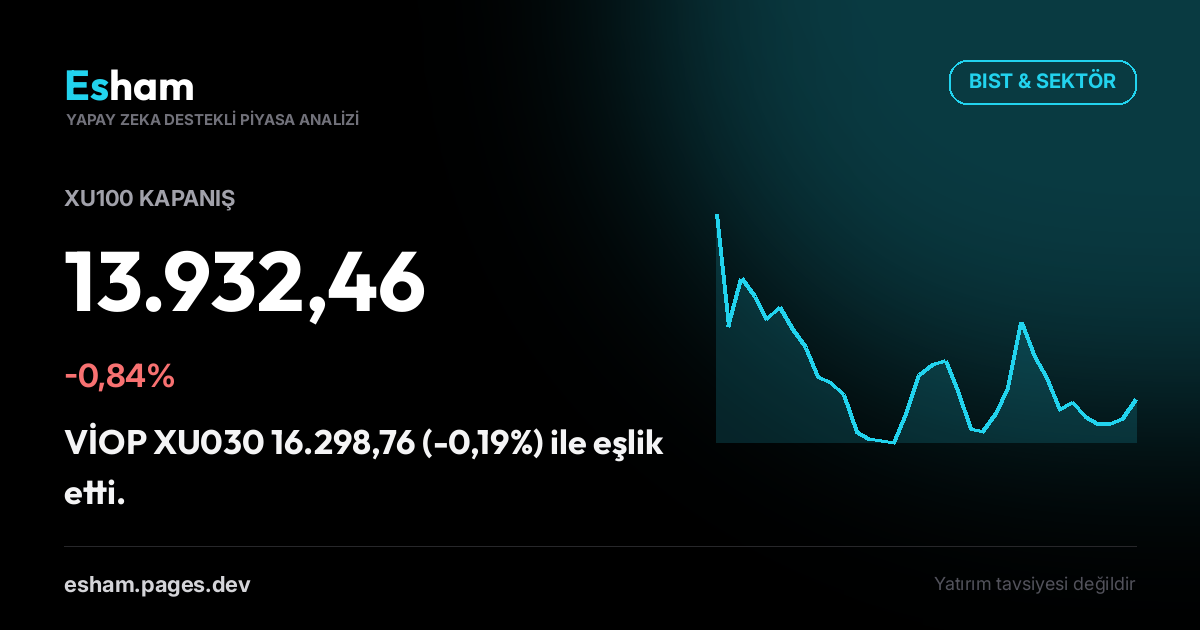 Esham
BIST & SEKTÖR
YAPAY ZEKA DESTEKLİ PİYASA ANALİZİ
XU100 KAPANIŞ
13.932,46
-0,84%
VİOP XU030 16.298,76 (-0,19%) ile eşlik
etti.
esham.pages.dev
Yatırım tavsiyesi değildir